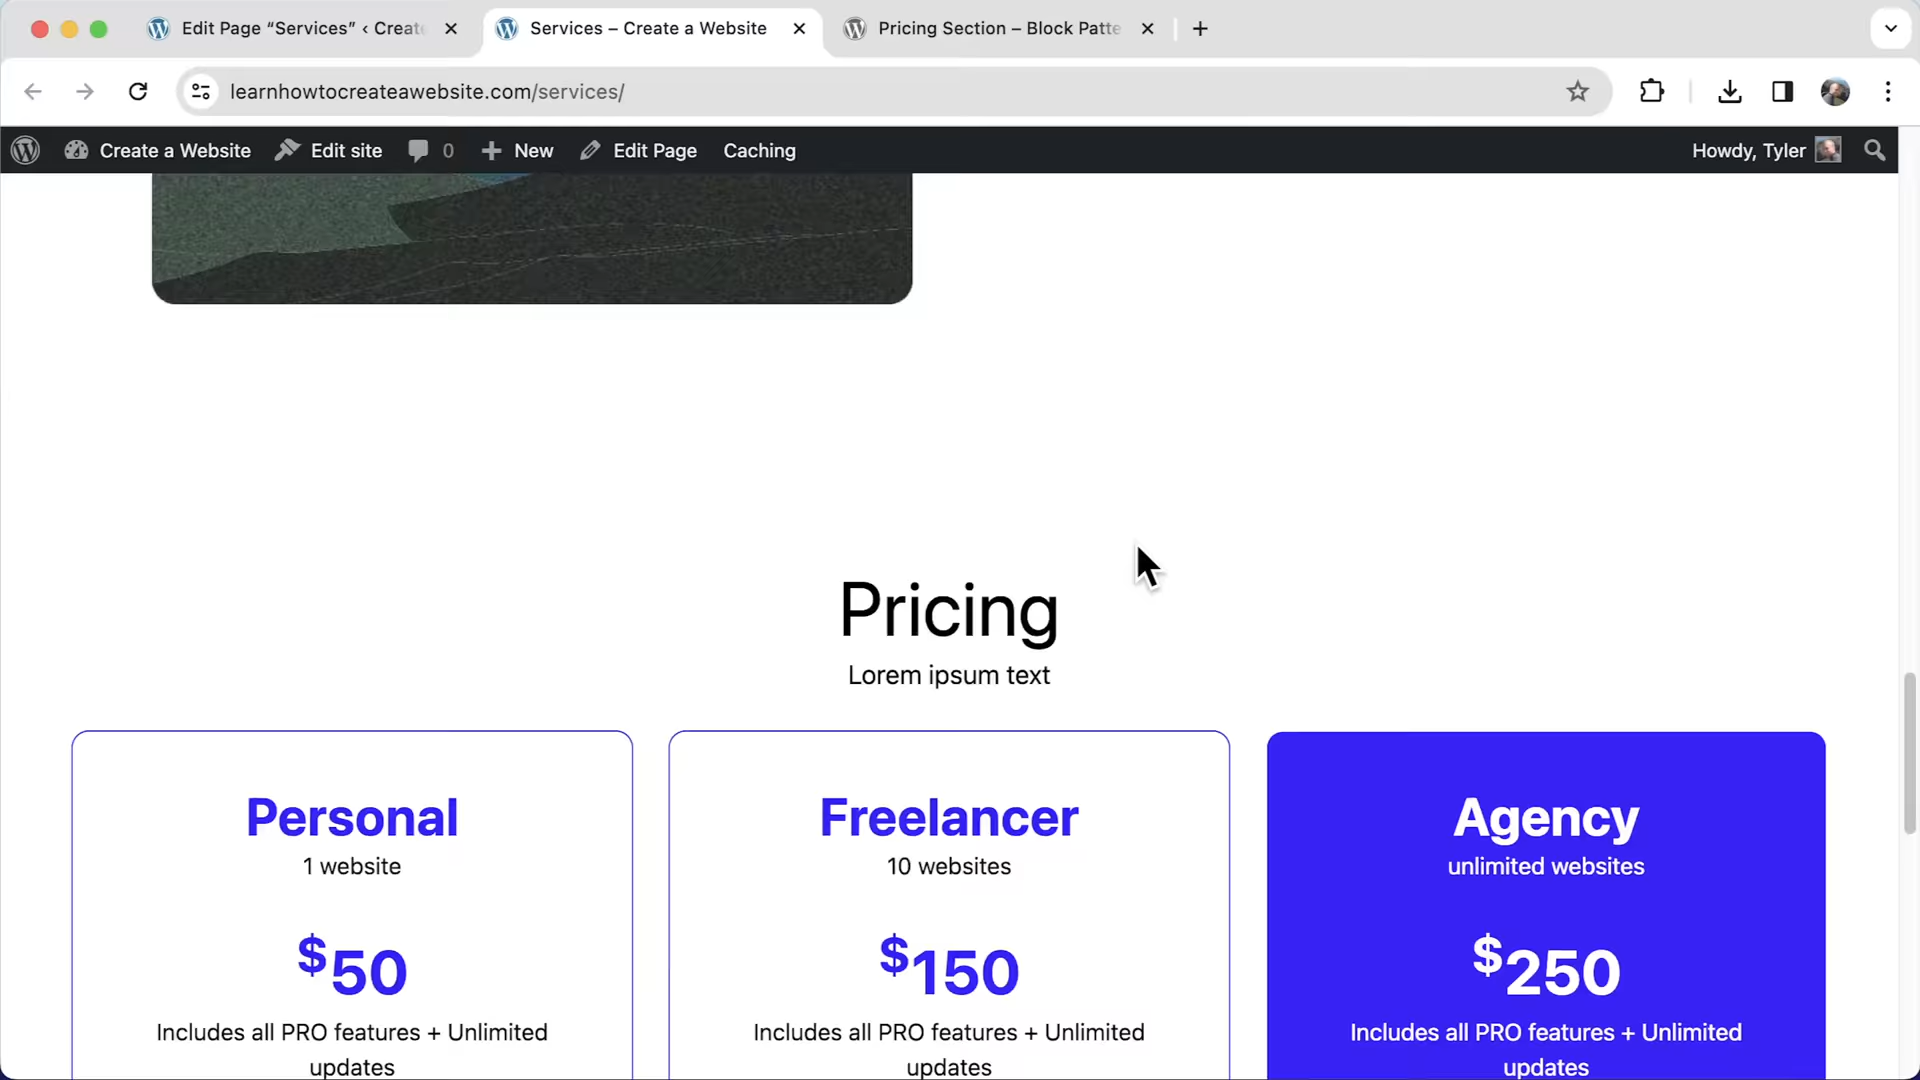 Edit Page “Services” ‹ Creat
Services – Create a Website
Pricing Section – Block Patte
learnhowtocreateawebsite.com/services/
Create a Website
Edit site
0
New
Edit Page
Caching
Howdy, Tyler
Pricing
Lorem ipsum text
Personal
1 website
$50
Includes all PRO features + Unlimited
updates
Freelancer
10 websites
$150
Includes all PRO features + Unlimited
updates
Agency
unlimited websites
$250
Includes all PRO features + Unlimited
updates